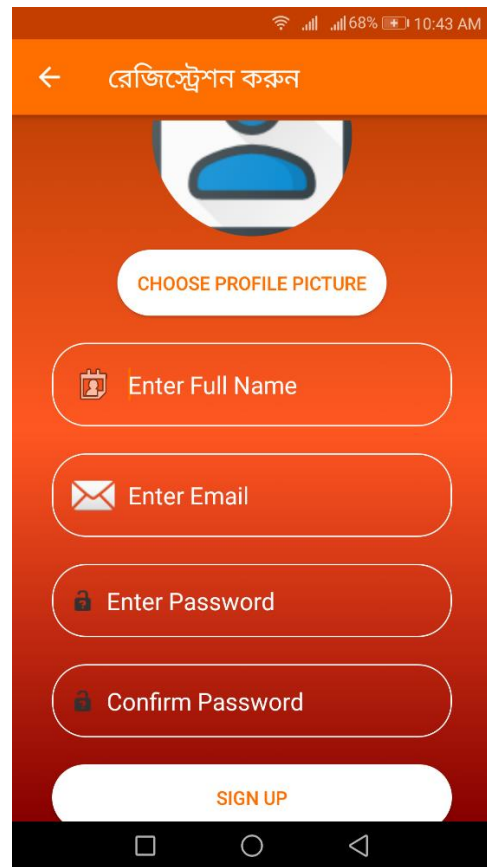 68% 10:43 AM
রেজিস্ট্রেশন করুন
CHOOSE PROFILE PICTURE
Enter Full Name
Enter Email
Enter Password
Confirm Password
SIGN UP